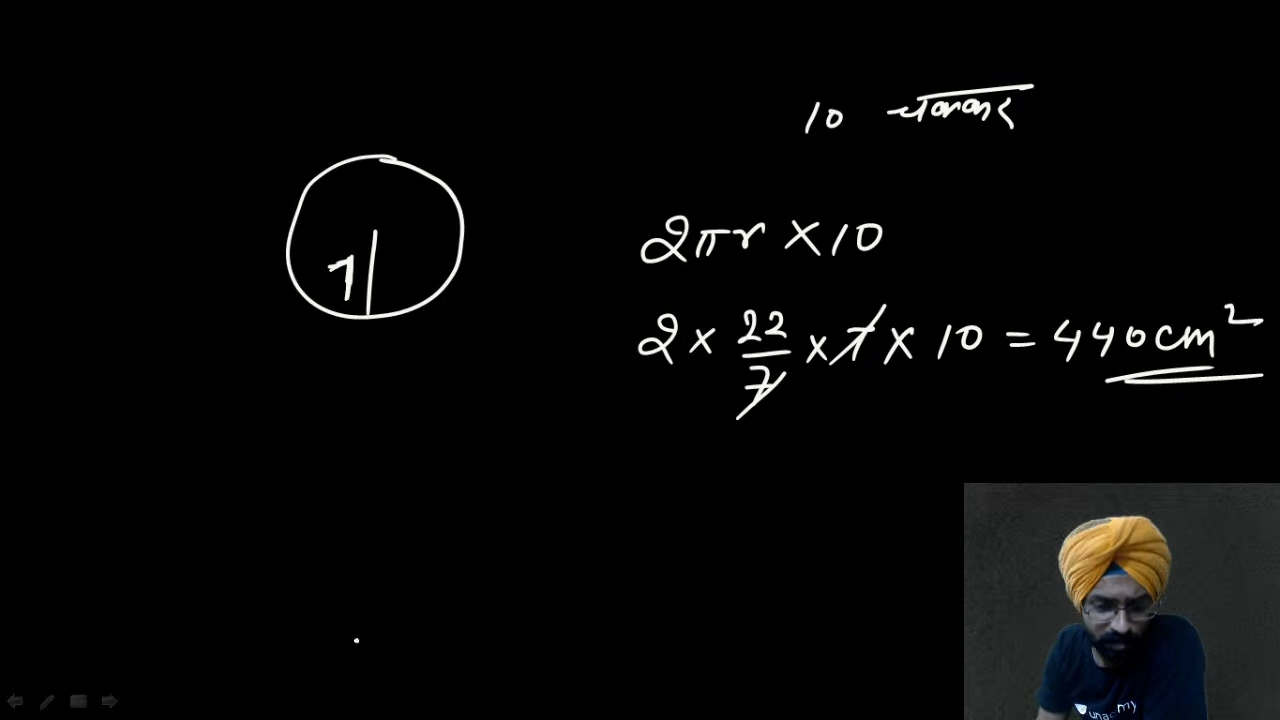 10 चक्कर
7
2πr × 10
2 × 22/7 × 7 × 10 = 440cm²